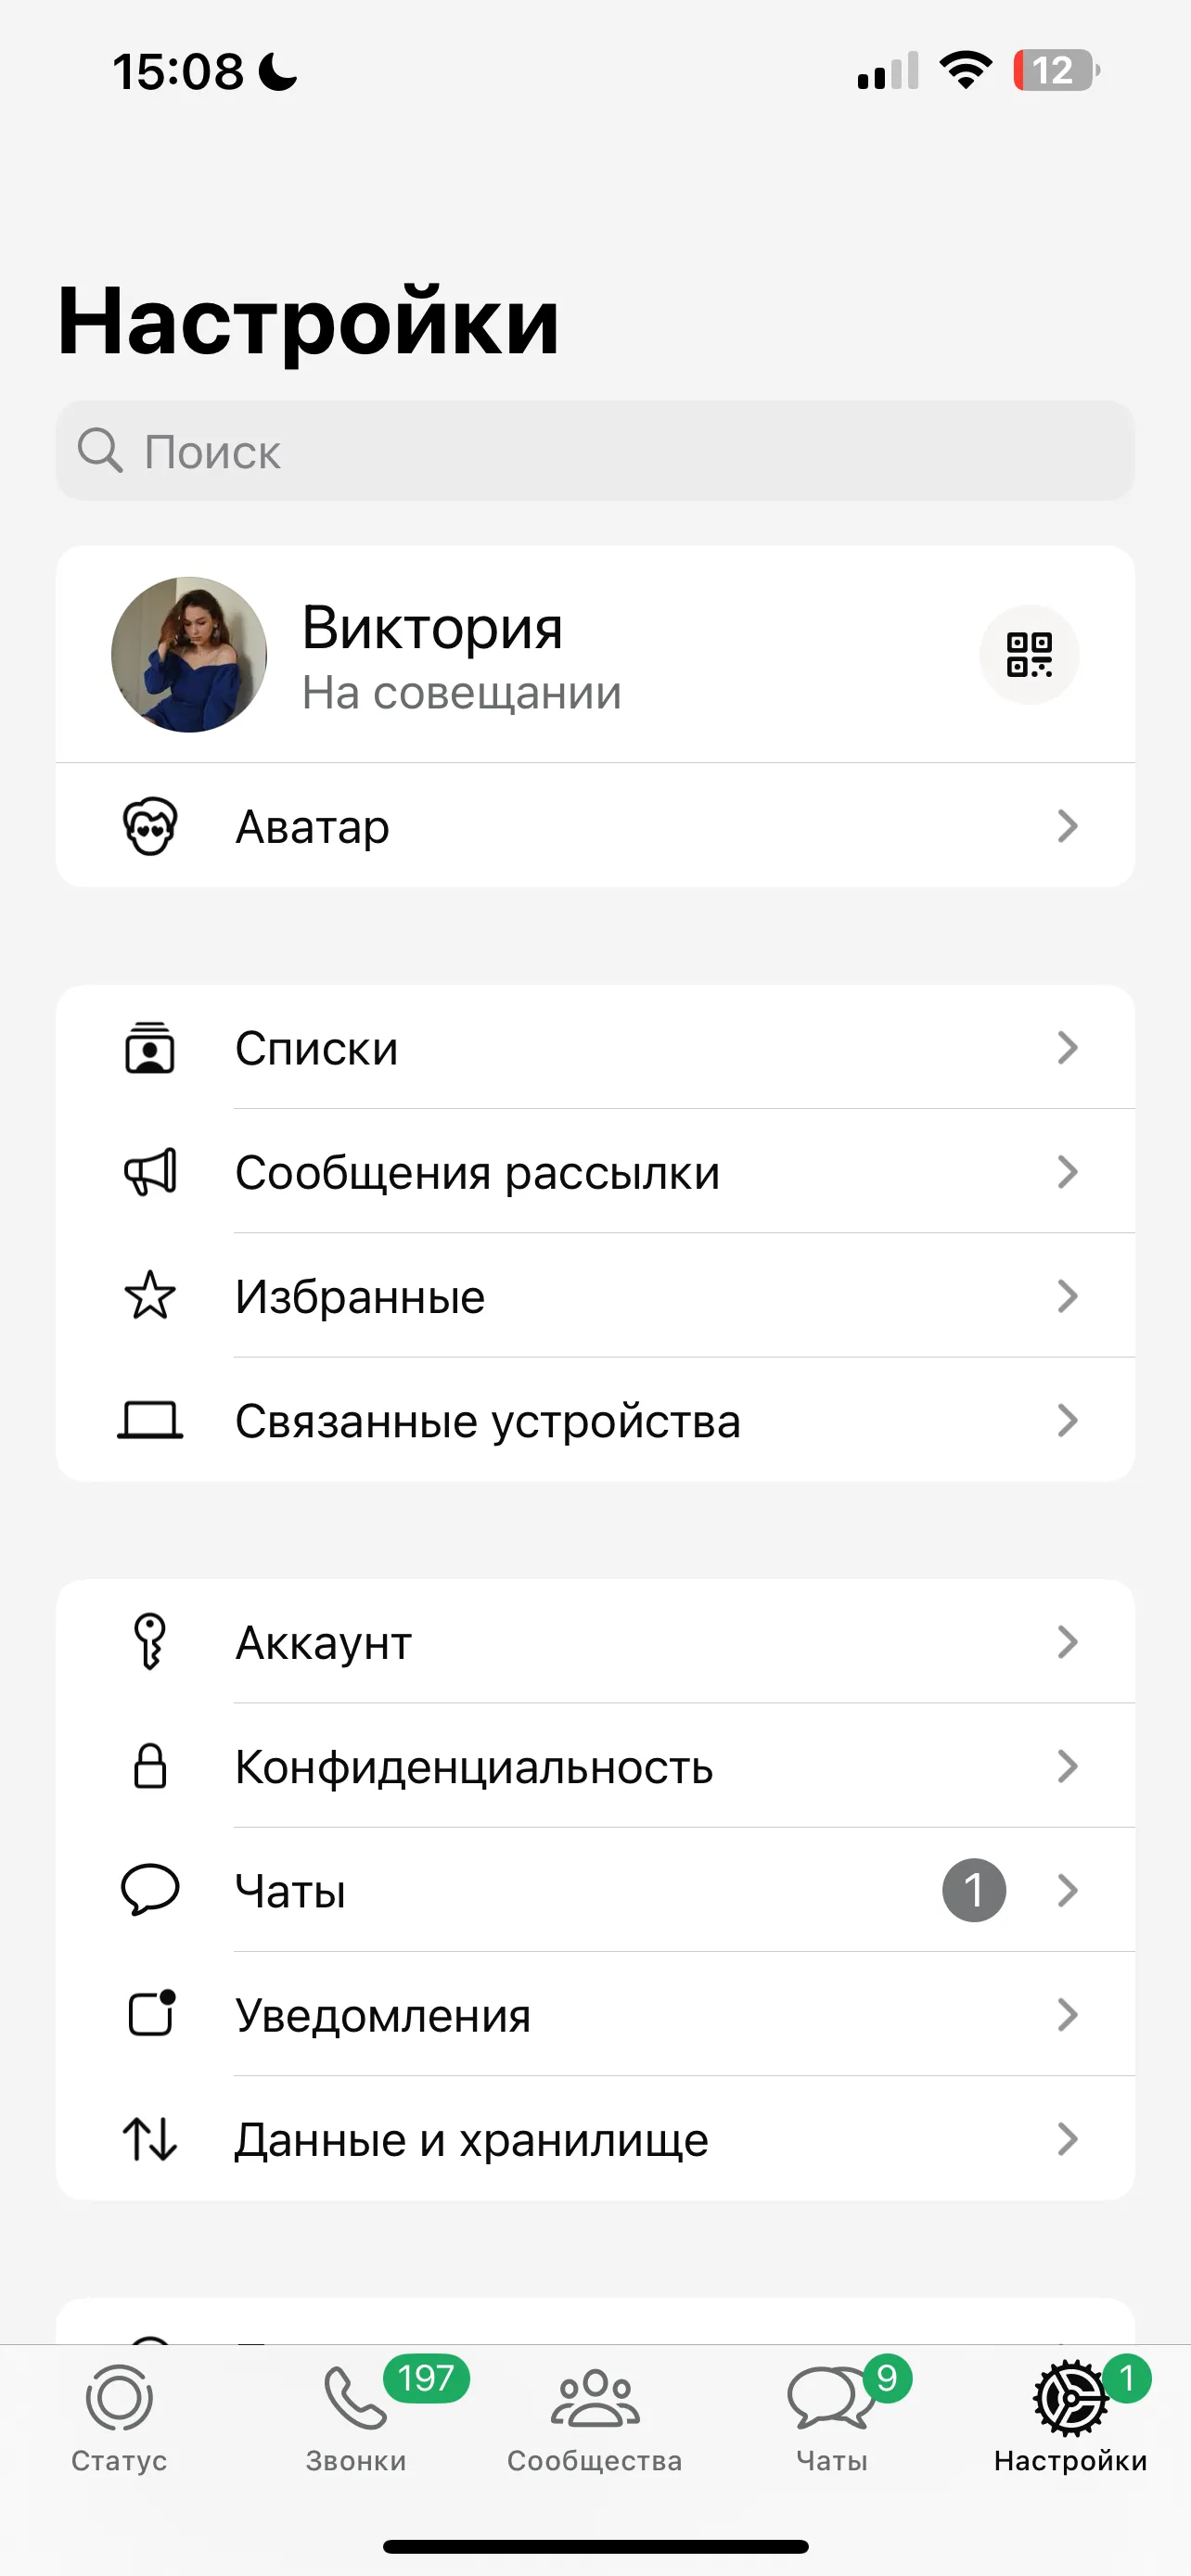 15:08
12
Настройки
Поиск
Виктория
На совещании
Аватар
Списки
Сообщения рассылки
Избранные
Связанные устройства
Аккаунт
Конфиденциальность
Чаты 1
Уведомления
Данные и хранилище
197
9
1
Статус
Звонки
Сообщества
Чаты
Настройки